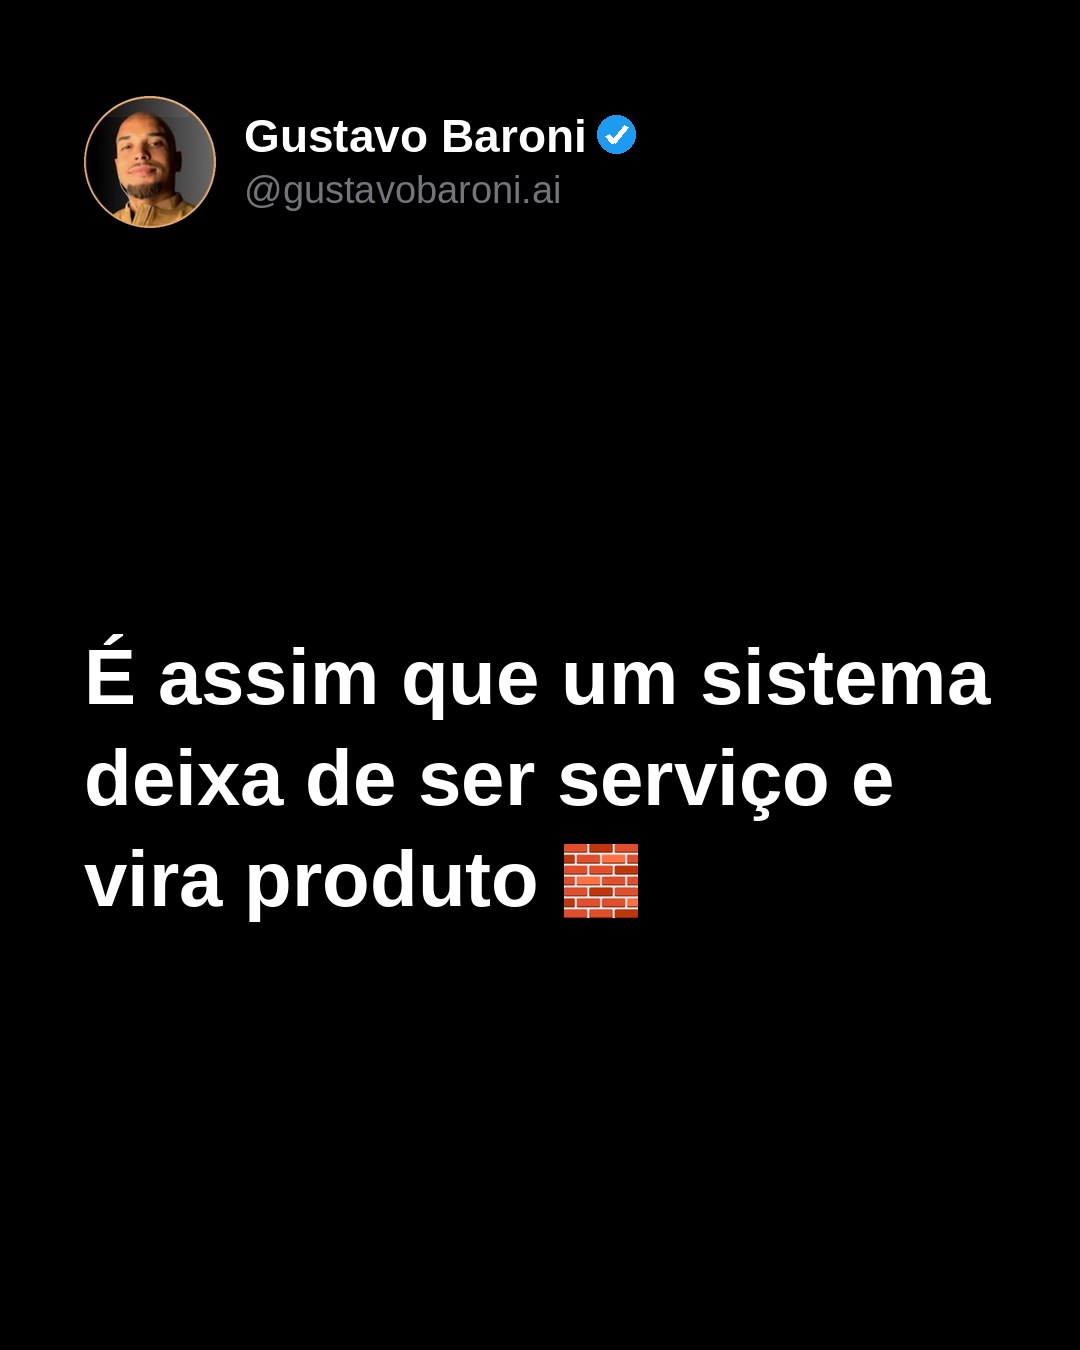 Gustavo Baroni
@gustavobaroni.ai
É assim que um sistema
deixa de ser serviço e
vira produto 🧱